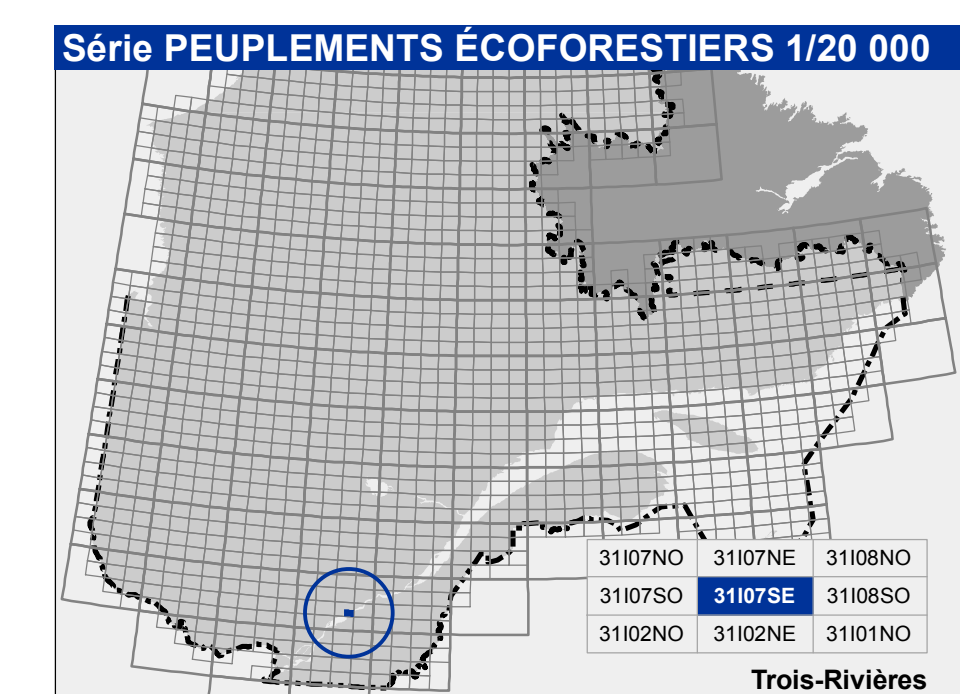 Série PEUPLEMENTS ÉCOFORESTIERS 1/20 000
31I07NO 31I07NE 31I08NO
31I07SO 31I07SE 31I08SO
31I02NO 31I02NE 31I01NO
Trois-Rivières